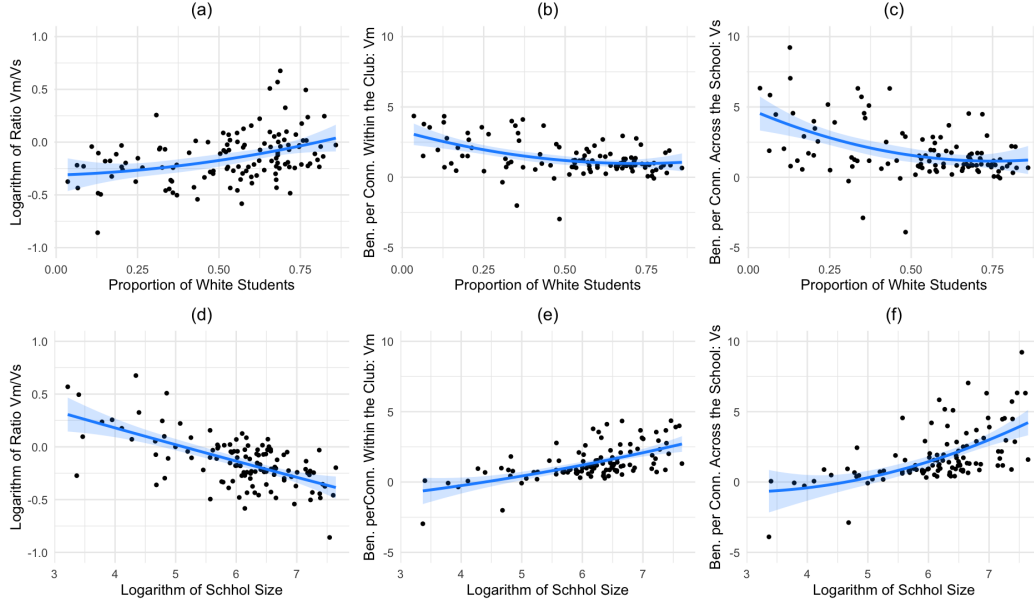 (a)
Logarithm of Ratio Vm/Vs
1.0
0.5
0.0
-0.5
-1.0
0.00 0.25 0.50 0.75
Proportion of White Students
(b)
Ben. per Conn. Within the Club: Vm
10
5
0
-5
0.00 0.25 0.50 0.75
Proportion of White Students
(c)
Ben. per Conn. Across the School: Vs
10
5
0
-5
0.00 0.25 0.50 0.75
Proportion of White Students
(d)
Logarithm of Ratio Vm/Vs
1.0
0.5
0.0
-0.5
-1.0
3 4 5 6 7
Logarithm of Schhol Size
(e)
Ben. perConn. Within the Club: Vm
10
5
0
-5
3 4 5 6 7
Logarithm of Schhol Size
(f)
Ben. per Conn. Across the School: Vs
10
5
0
-5
3 4 5 6 7
Logarithm of Schhol Size